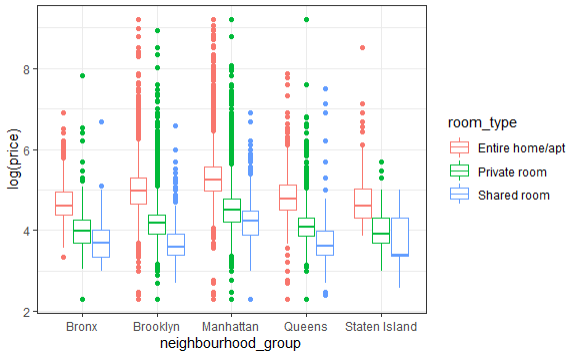 8
6
4
2
log(price)
Bronx
Brooklyn
Manhattan
Queens
Staten Island
neighbourhood_group
room_type
Entire home/apt
Private room
Shared room